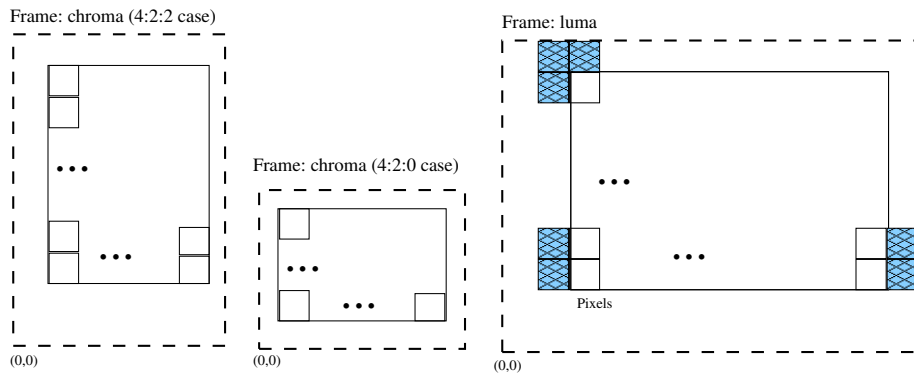 Frame: chroma (4:2:2 case)
Frame: luma
Frame: chroma (4:2:0 case)
Pixels
(0,0)
(0,0)
(0,0)